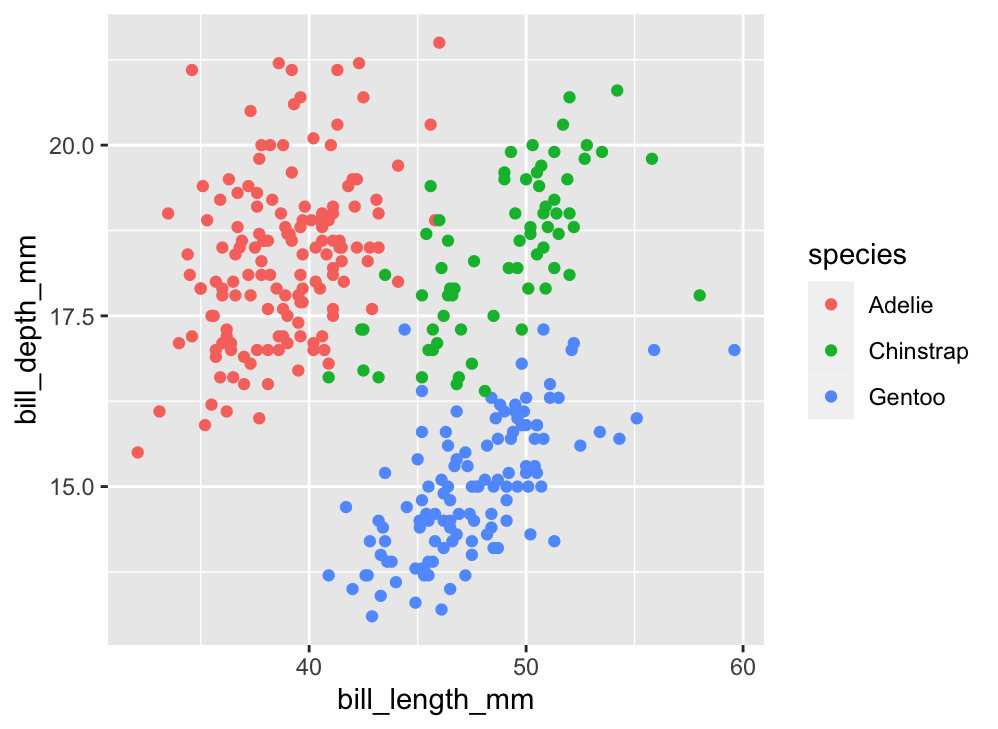 20.0
17.5
15.0
bill_depth_mm
40
50
60
bill_length_mm
species
Adelie
Chinstrap
Gentoo